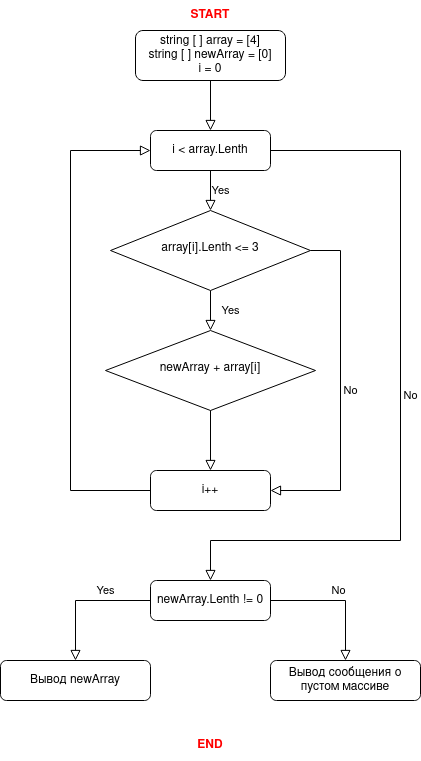 START
string [ ] array = [4]
string [ ] newArray = [0]
i = 0
i < array.Lenth
Yes
array[i].Lenth <= 3
Yes
newArray + array[i]
No
No
i++
newArray.Lenth != 0
Yes
No
Вывод newArray
Вывод сообщения о
пустом массиве
END